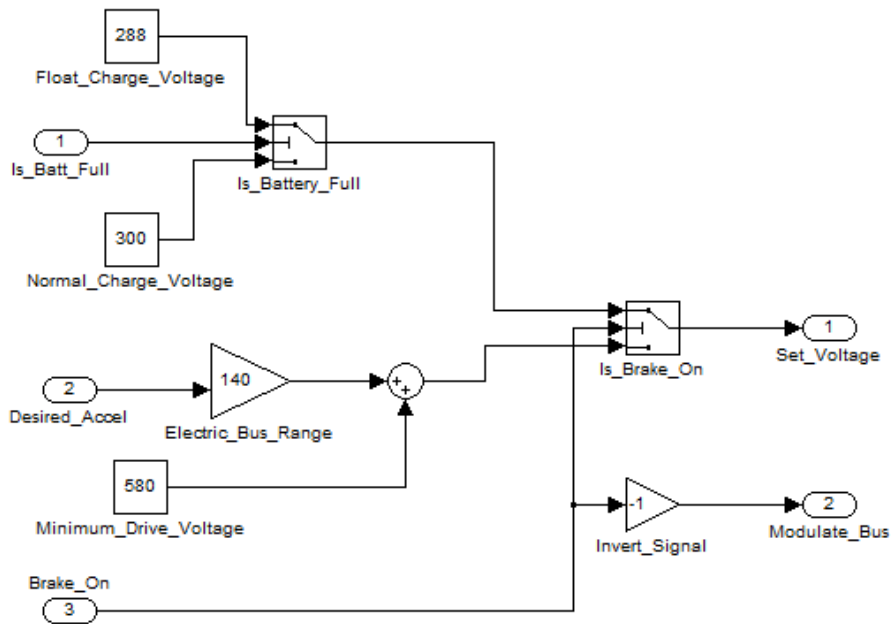 288
Float_Charge_Voltage
1
Is_Batt_Full
Is_Battery_Full
300
Normal_Charge_Voltage
1
Set_Voltage
Is_Brake_On
2
Desired_Accel
140
Electric_Bus_Range
++
580
Minimum_Drive_Voltage
-1
Invert_Signal
2
Modulate_Bus
Brake_On
3